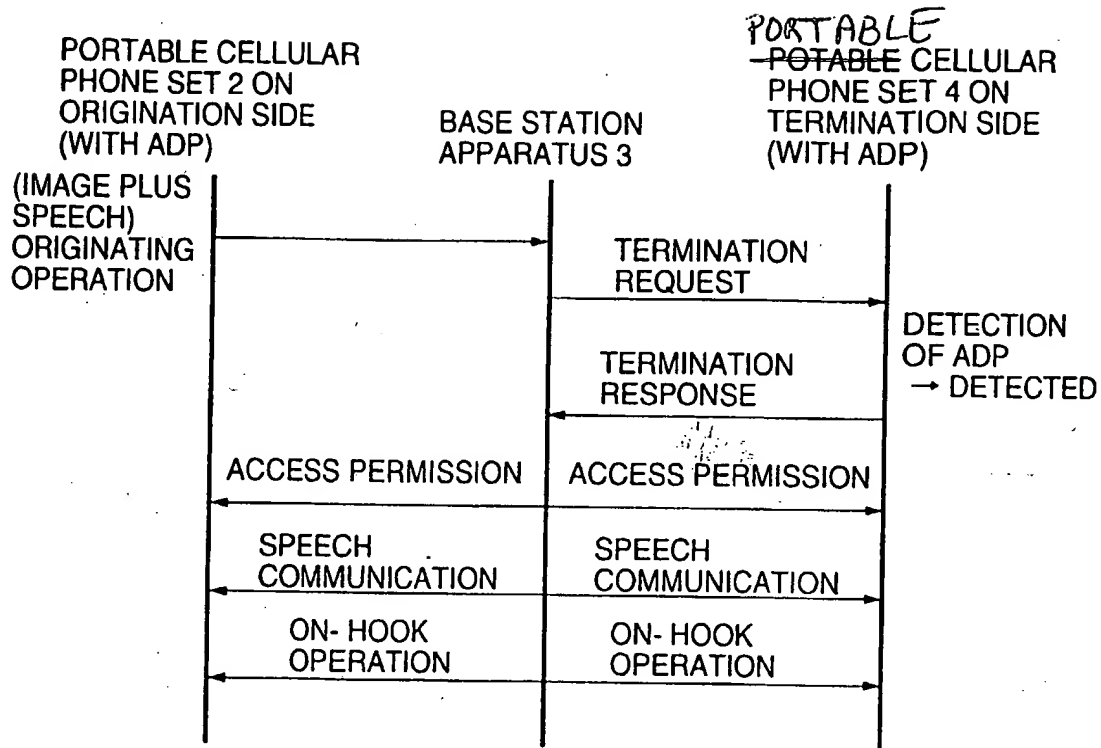 PORTABLE CELLULAR
PHONE SET 2 ON
ORIGINATION SIDE
(WITH ADP)
BASE STATION
APPARATUS 3
PORTABLE
POTABLE CELLULAR
PHONE SET 4 ON
TERMINATION SIDE
(WITH ADP)
(IMAGE PLUS
SPEECH)
ORIGINATING
OPERATION
TERMINATION
REQUEST
DETECTION
OF ADP
→ DETECTED
TERMINATION
RESPONSE
ACCESS PERMISSION
ACCESS PERMISSION
SPEECH
COMMUNICATION
SPEECH
COMMUNICATION
ON- HOOK
OPERATION
ON- HOOK
OPERATION